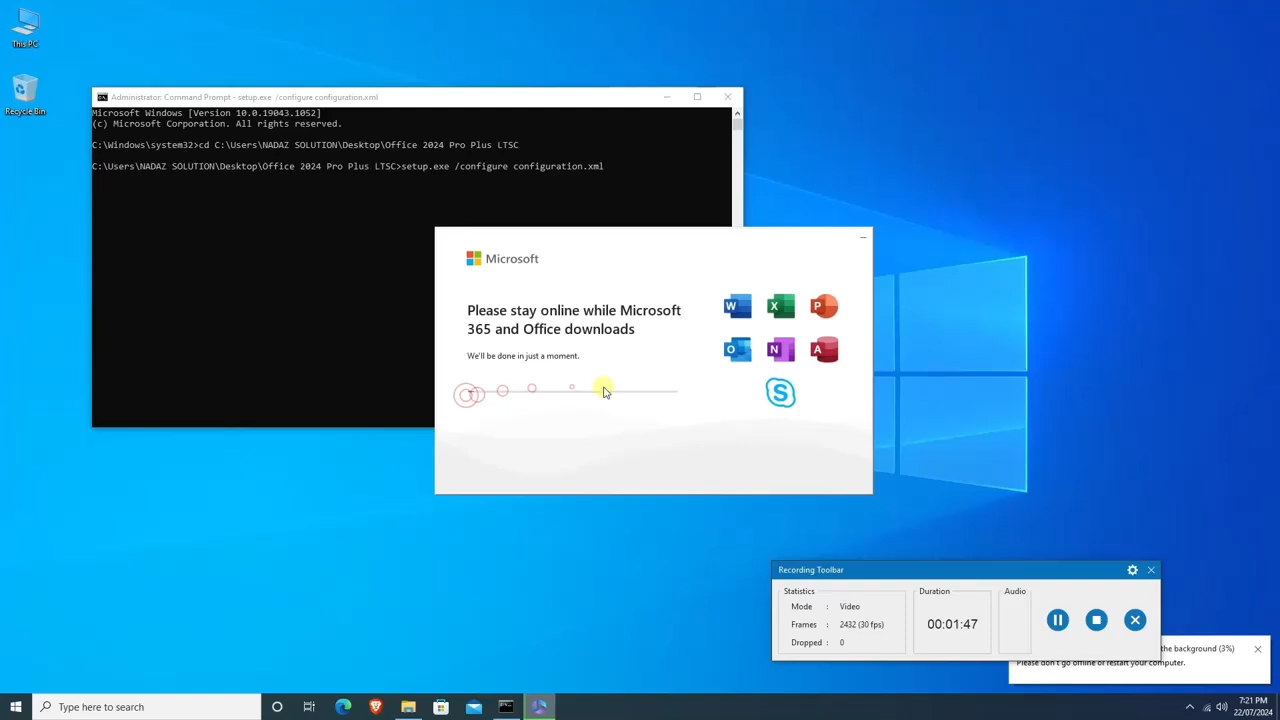 This PC
Recycle Bin
Administrator: Command Prompt - setup.exe /configure configuration.xml
Microsoft Windows [Version 10.0.19043.1052]
(c) Microsoft Corporation. All rights reserved.
C:\Windows\system32>cd C:\Users\NADAZ SOLUTION\Desktop\Office 2024 Pro Plus LTSC
C:\Users\NADAZ SOLUTION\Desktop\Office 2024 Pro Plus LTSC>setup.exe /configure configuration.xml
Microsoft
Please stay online while Microsoft
365 and Office downloads
We'll be done in just a moment.
W X P
O N A
S
Recording Toolbar
Statistics
Mode : Video
Frames : 2432 (30 fps)
Dropped : 0
Duration
00:01:47
Audio
the background (3%)
Please don't go offline or restart your computer.
Type here to search
7:21 PM
22/07/2024